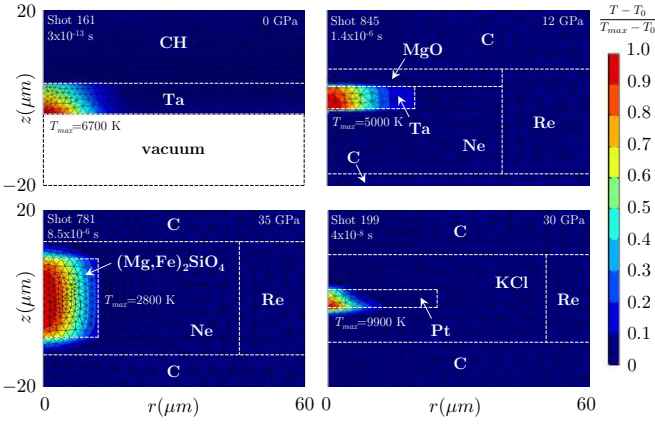 20
Shot 161
3x10⁻¹³ s
0 GPa
CH
Ta
T_max=6700 K
vacuum
z(μm)
−20
Shot 845
1.4x10⁻⁶ s
12 GPa
C
MgO
T_max=5000 K
Ta
Ne
Re
C
20
Shot 781
8.5x10⁻⁶ s
35 GPa
C
(Mg,Fe)₂SiO₄
T_max=2800 K
Re
Ne
C
z(μm)
−20
0
r(μm)
60
Shot 199
4x10⁻⁸ s
30 GPa
C
KCl
Re
T_max=9900 K
Pt
C
0
r(μm)
60
T − T₀
T_max − T₀
1.0
0.9
0.8
0.7
0.6
0.5
0.4
0.3
0.2
0.1
0